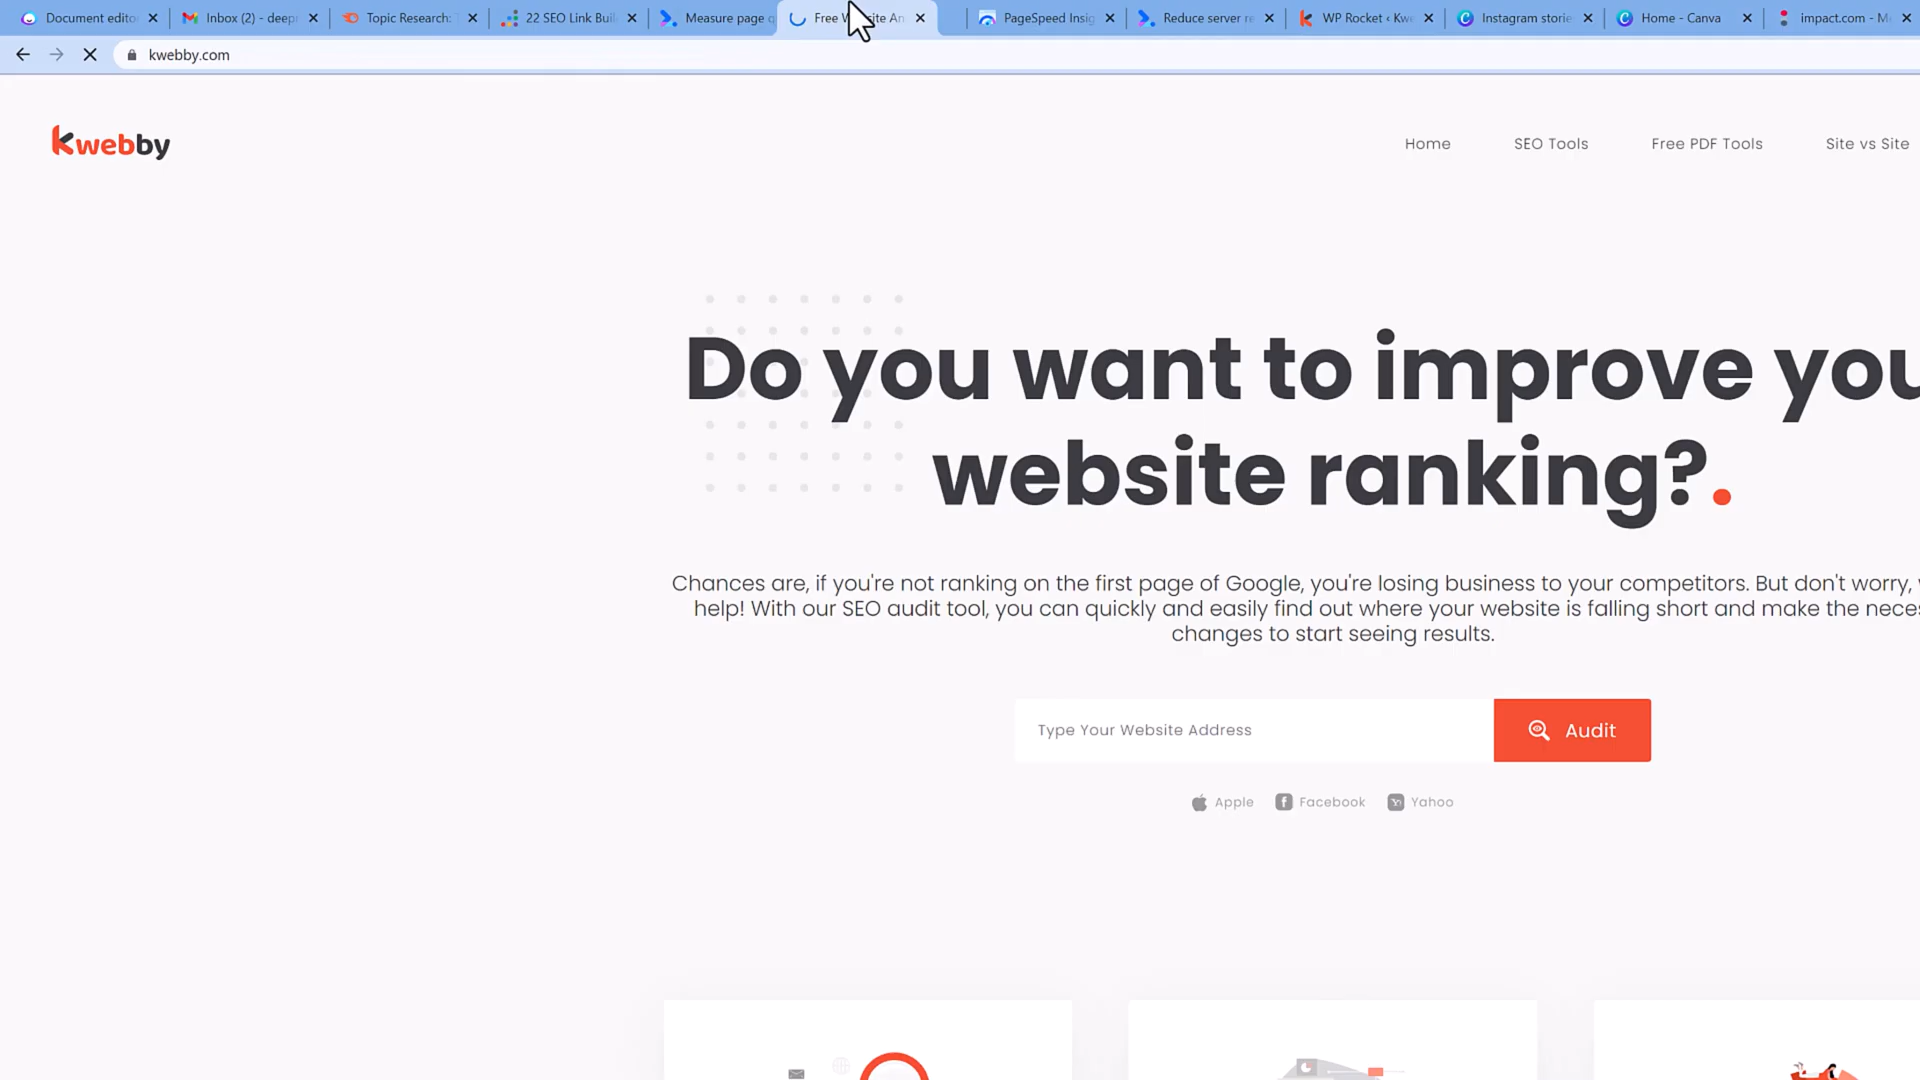 Document edito
Inbox (2) - deep
Topic Research:
22 SEO Link Buil
Measure page q
Free Website An
PageSpeed Insig
Reduce server re
WP Rocket ‹ Kwe
Instagram storie
Home - Canva
impact.com - M
kwebby.com
kwebby
Home
SEO Tools
Free PDF Tools
Site vs Site
Do you want to improve you
website ranking?.
Chances are, if you're not ranking on the first page of Google, you're losing business to your competitors. But don't worry,
help! With our SEO audit tool, you can quickly and easily find out where your website is falling short and make the neces
changes to start seeing results.
Type Your Website Address
Audit
Apple
Facebook
Yahoo